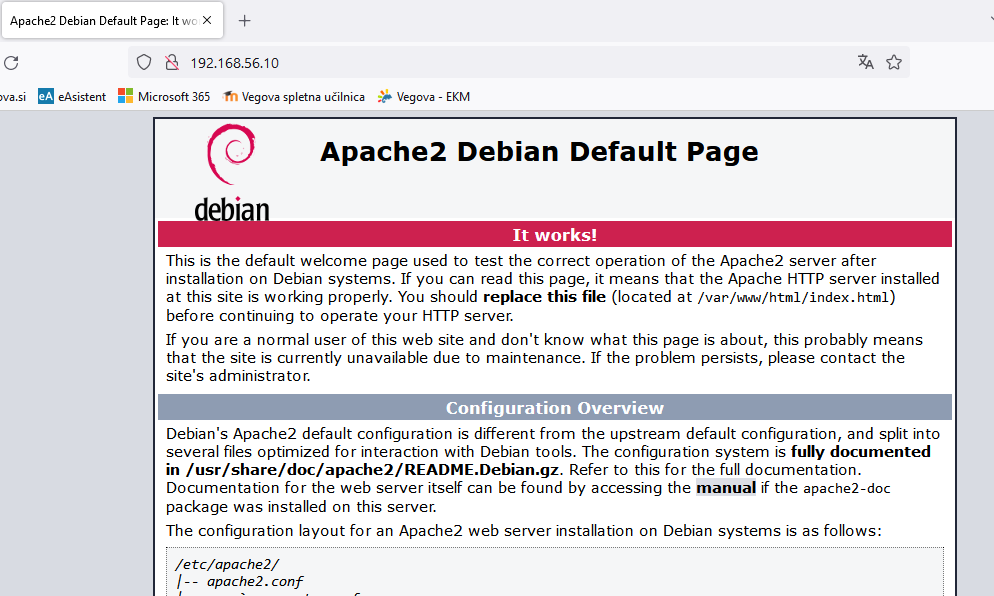 Apache2 Debian Default Page: It wo
192.168.56.10
ova.si eAsistent Microsoft 365 Vegova spletna učilnica Vegova - EKM
debian
Apache2 Debian Default Page
It works!
This is the default welcome page used to test the correct operation of the Apache2 server after
installation on Debian systems. If you can read this page, it means that the Apache HTTP server installed
at this site is working properly. You should replace this file (located at /var/www/html/index.html)
before continuing to operate your HTTP server.
If you are a normal user of this web site and don't know what this page is about, this probably means
that the site is currently unavailable due to maintenance. If the problem persists, please contact the
site's administrator.
Configuration Overview
Debian's Apache2 default configuration is different from the upstream default configuration, and split into
several files optimized for interaction with Debian tools. The configuration system is fully documented
in /usr/share/doc/apache2/README.Debian.gz. Refer to this for the full documentation.
Documentation for the web server itself can be found by accessing the manual if the apache2-doc
package was installed on this server.
The configuration layout for an Apache2 web server installation on Debian systems is as follows:
/etc/apache2/
|-- apache2.conf